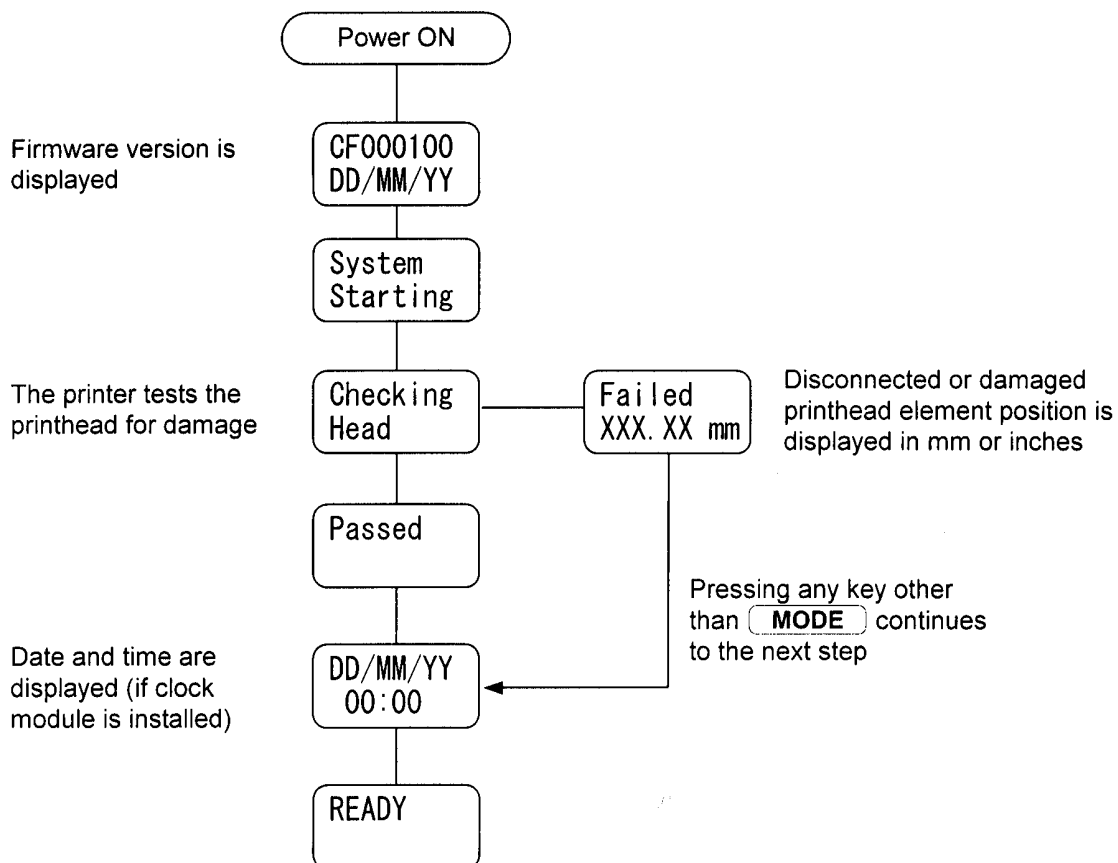 Power ON
Firmware version is
displayed
CF000100
DD/MM/YY
System
Starting
The printer tests the
printhead for damage
Checking
Head
Failed
XXX.XX mm
Disconnected or damaged
printhead element position is
displayed in mm or inches
Passed
Pressing any key other
than MODE continues
to the next step
Date and time are
displayed (if clock
module is installed)
DD/MM/YY
00:00
READY